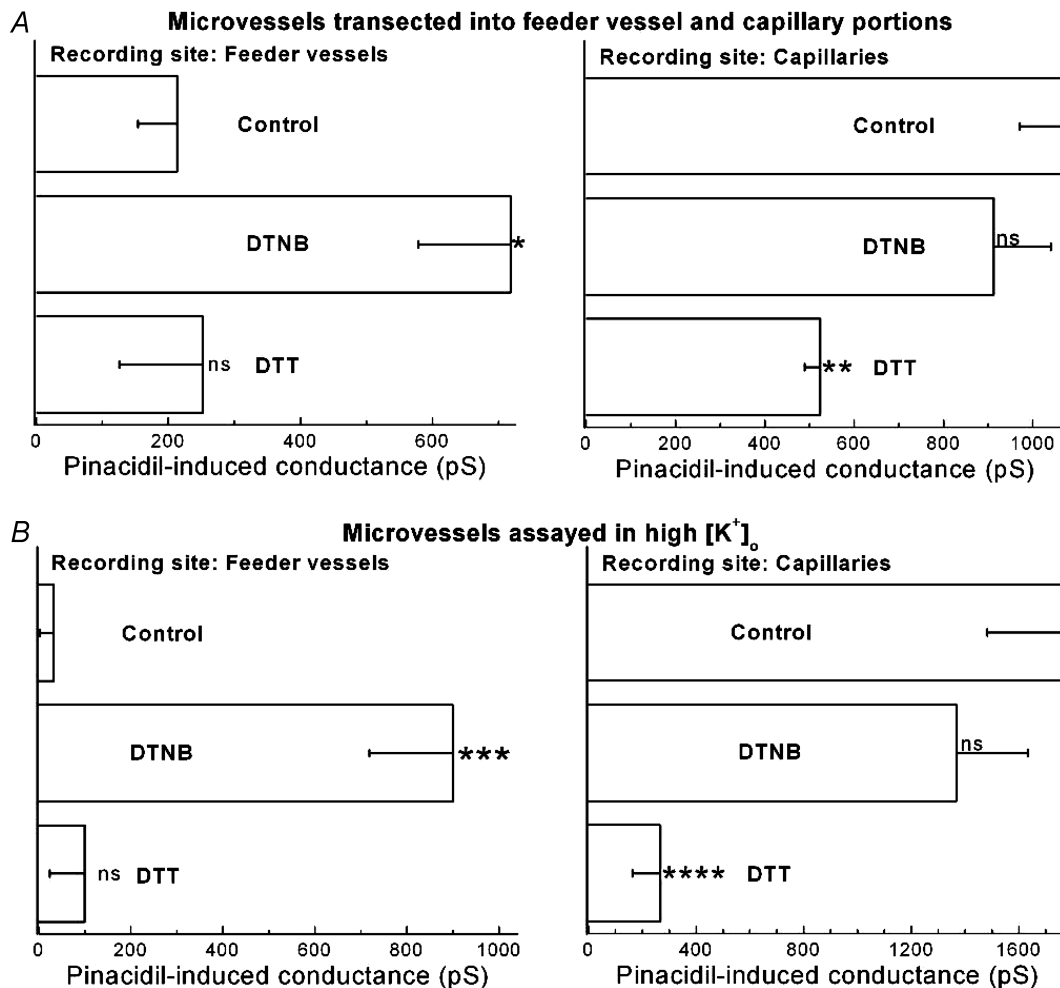 A Microvessels transected into feeder vessel and capillary portions
Recording site: Feeder vessels
Control
DTNB
*
ns DTT
0 200 400 600
Pinacidil-induced conductance (pS)
Recording site: Capillaries
Control
DTNB
ns
** DTT
0 200 400 600 800 1000
Pinacidil-induced conductance (pS)
B Microvessels assayed in high [K+]o
Recording site: Feeder vessels
Control
DTNB
***
ns DTT
0 200 400 600 800 1000
Pinacidil-induced conductance (pS)
Recording site: Capillaries
Control
DTNB
ns
**** DTT
0 400 800 1200 1600
Pinacidil-induced conductance (pS)